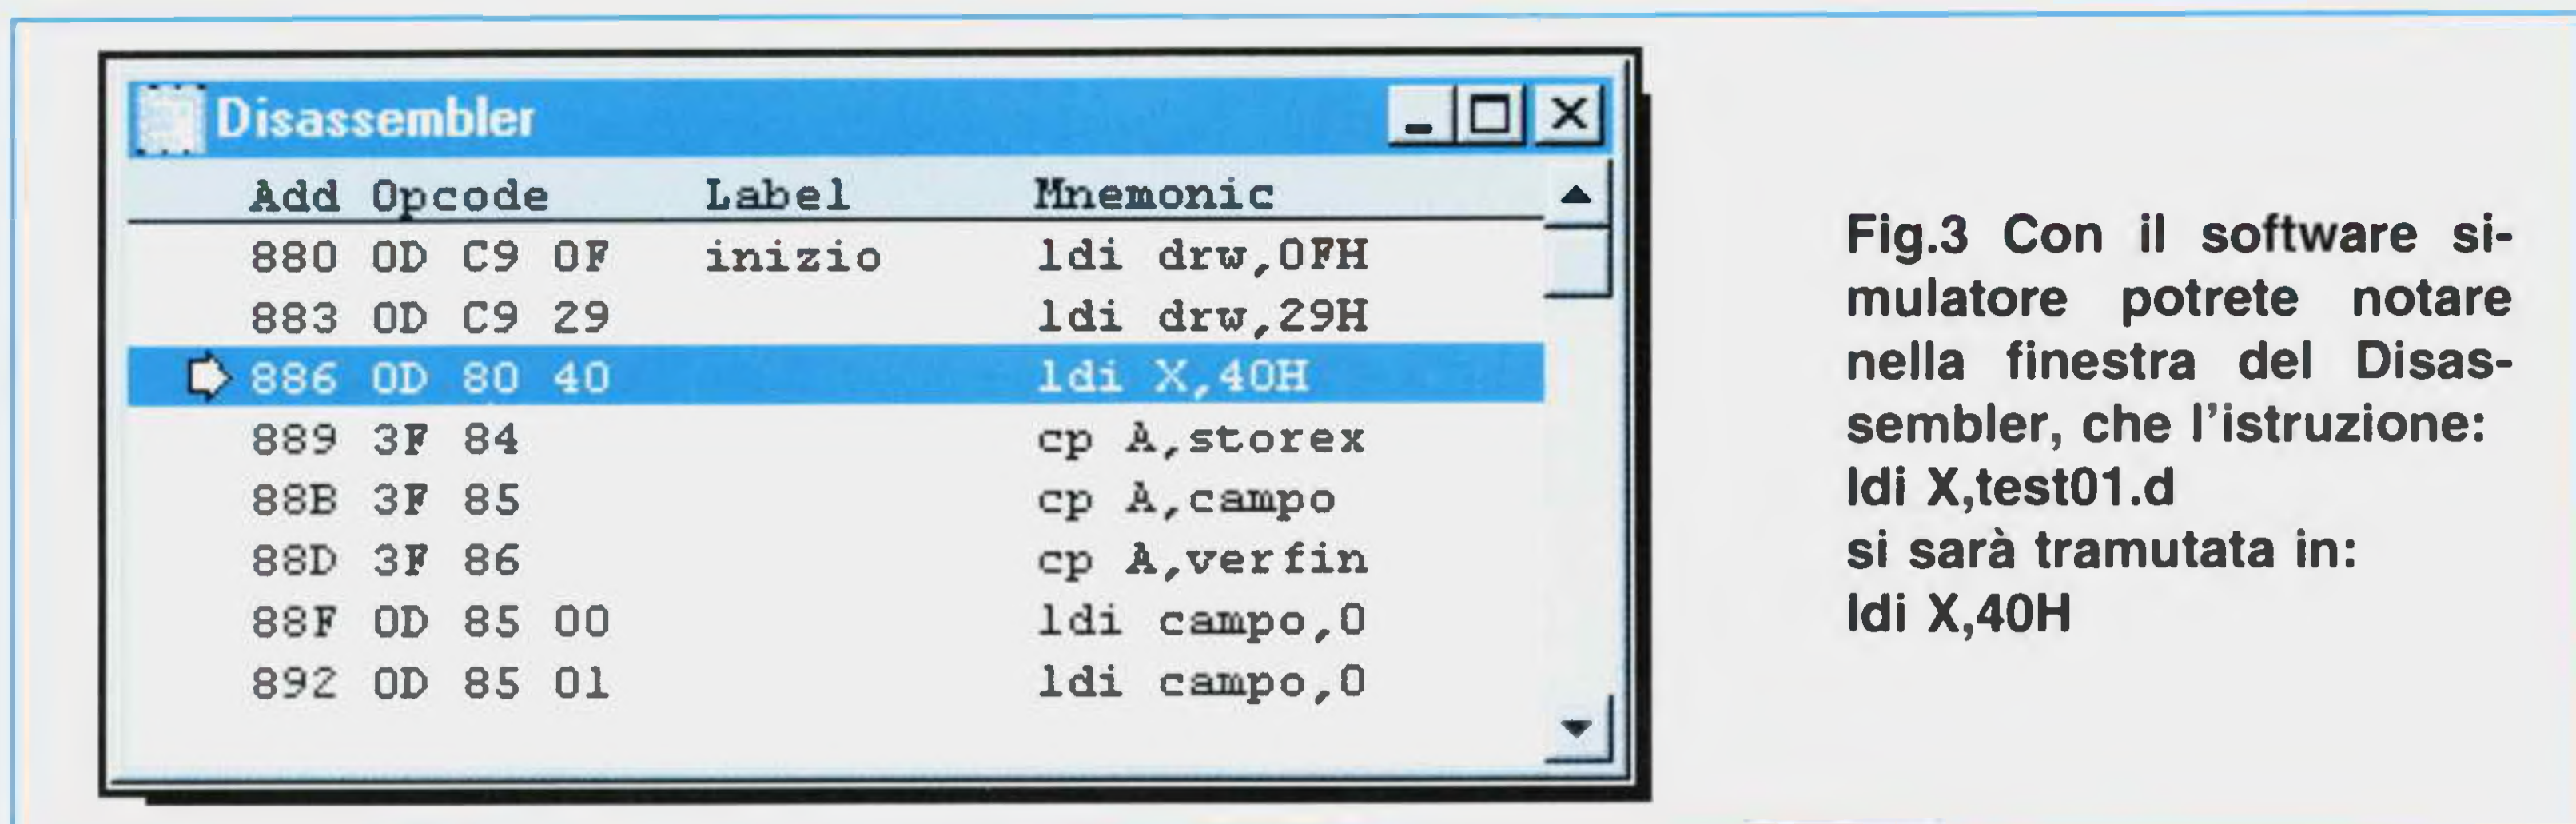 Disassembler
Add Opcode Label Mnemonic
880 0D C9 0F inizio ldi drw,0FH
883 0D C9 29 ldi drw,29H
886 0D 80 40 ldi X,40H
889 3F 84 cp A,storex
88B 3F 85 cp A,campo
88D 3F 86 cp A,verfin
88F 0D 85 00 ldi campo,0
892 0D 85 01 ldi campo,0
Fig.3 Con il software si-
mulatore potrete notare
nella finestra del Disas-
sembler, che l'istruzione:
ldi X,test01.d
si sarà tramutata in:
ldi X,40H